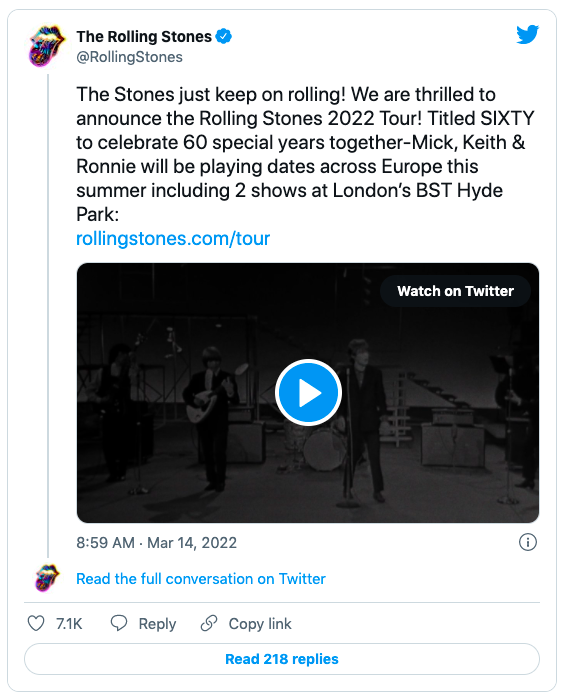 The Rolling Stones
@RollingStones
The Stones just keep on rolling! We are thrilled to
announce the Rolling Stones 2022 Tour! Titled SIXTY
to celebrate 60 special years together-Mick, Keith &
Ronnie will be playing dates across Europe this
summer including 2 shows at London’s BST Hyde
Park:
rollingstones.com/tour
Watch on Twitter
8:59 AM · Mar 14, 2022
Read the full conversation on Twitter
7.1K Reply Copy link
Read 218 replies